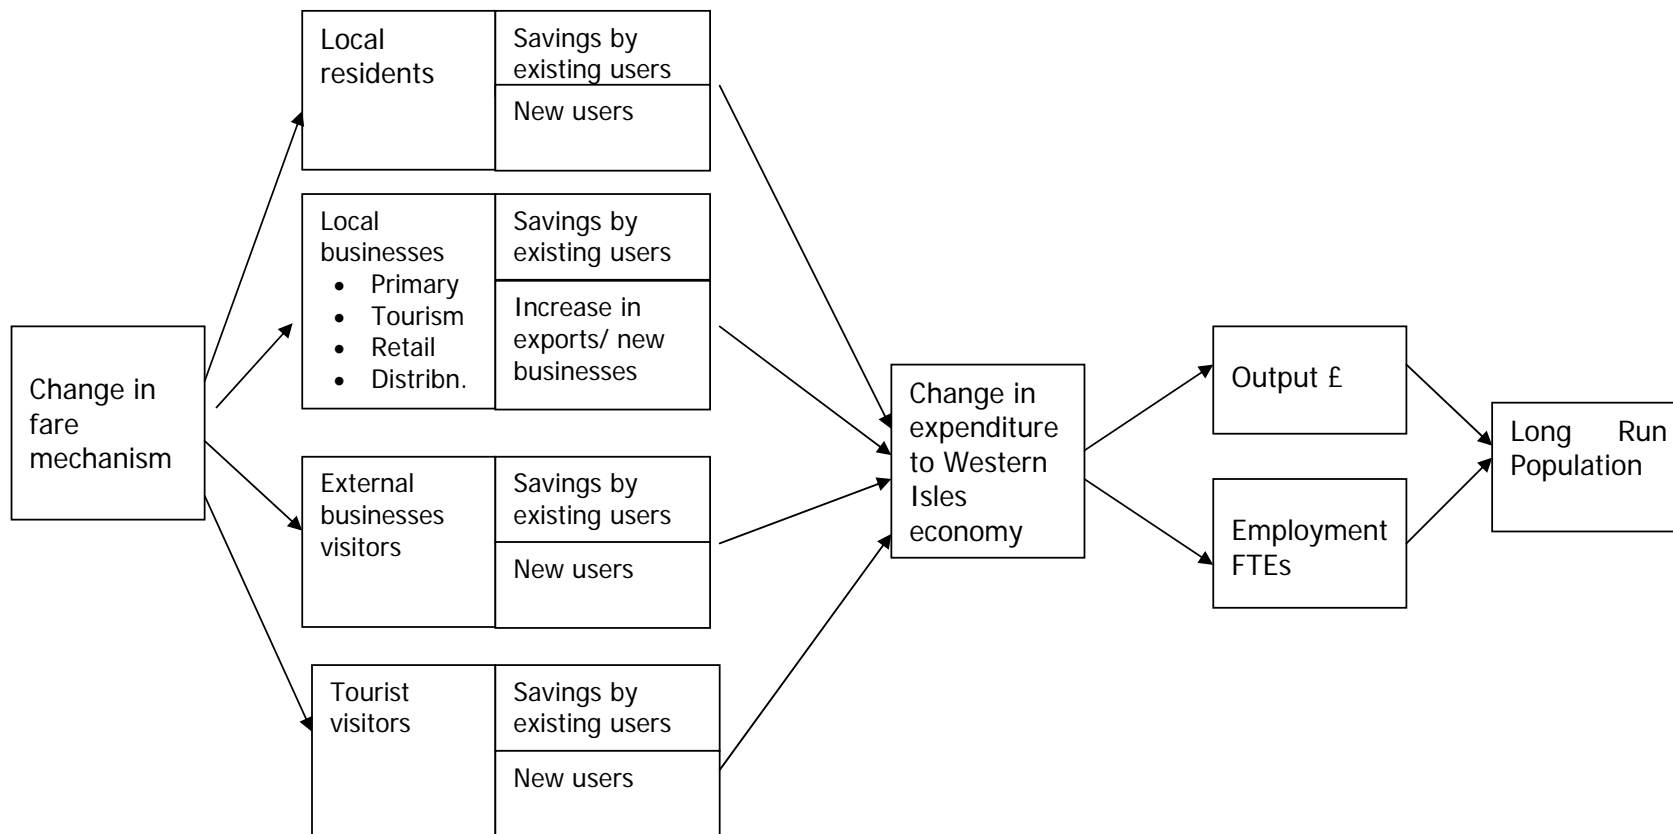 Change in
fare
mechanism
Local
residents
Savings by
existing users
New users
Local
businesses
• Primary
• Tourism
• Retail
• Distribn.
Savings by
existing users
Increase in
exports/ new
businesses
External
businesses
visitors
Savings by
existing users
New users
Tourist
visitors
Savings by
existing users
New users
Change in
expenditure
to Western
Isles
economy
Output £
Employment
FTEs
Long Run
Population